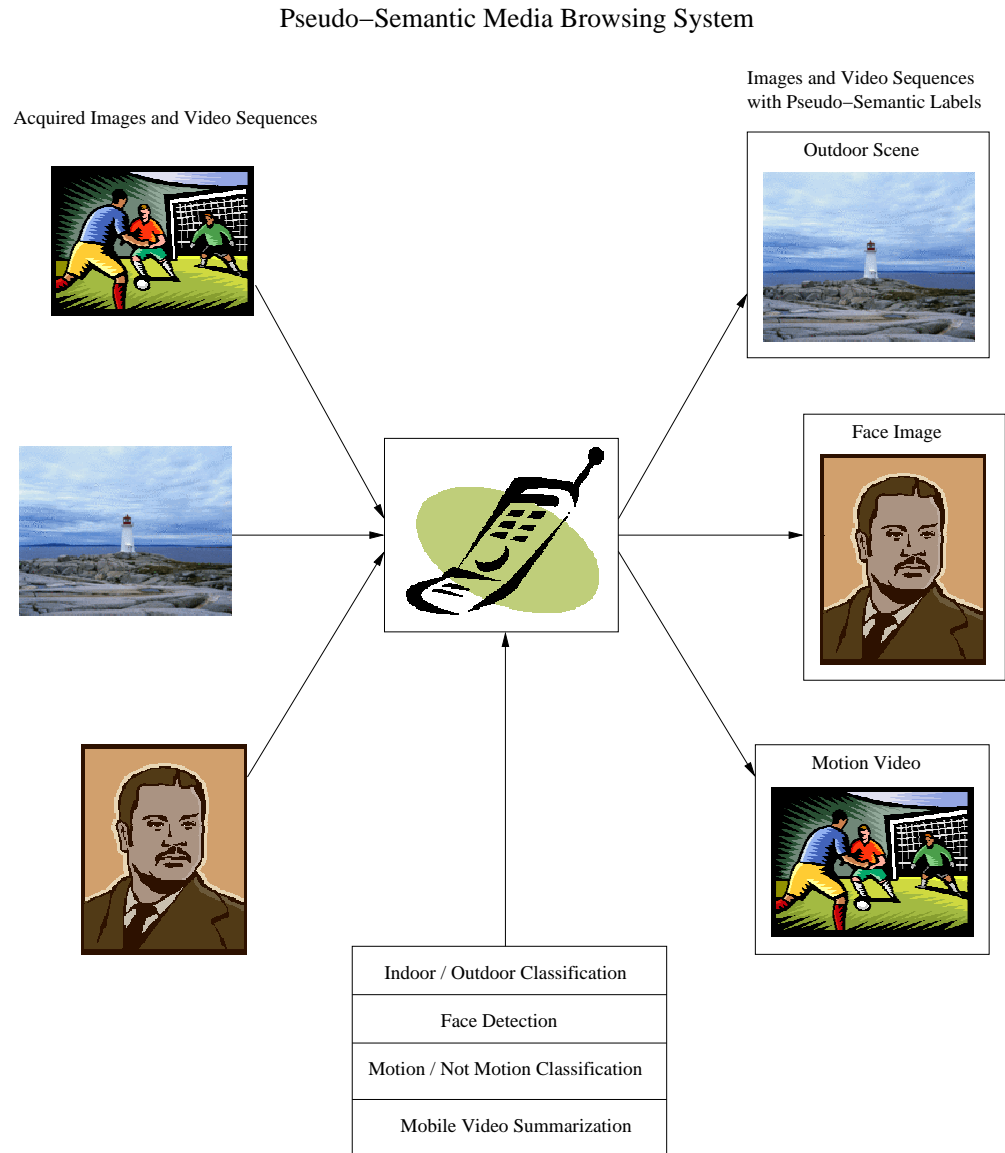 Pseudo−Semantic Media Browsing System
Acquired Images and Video Sequences
Images and Video Sequences
with Pseudo−Semantic Labels
Outdoor Scene
Face Image
Motion Video
Indoor / Outdoor Classification
Face Detection
Motion / Not Motion Classification
Mobile Video Summarization